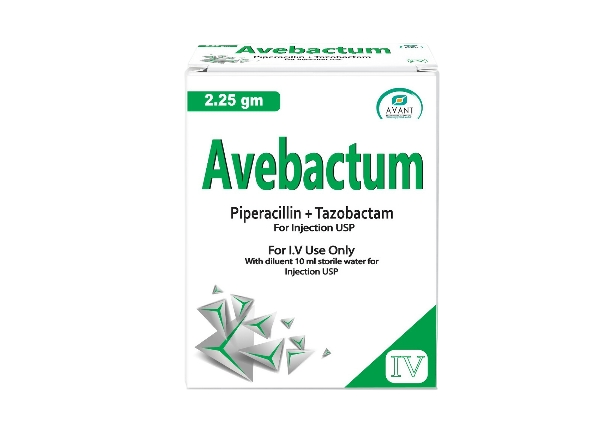 Avebactum
Piperacillin + Tazobactam
2.25 gm
AVANT
Avebactum
Piperacillin + Tazobactam
For Injection USP
For I.V Use Only
With diluent 10 ml storile water for
Injection USP
IV